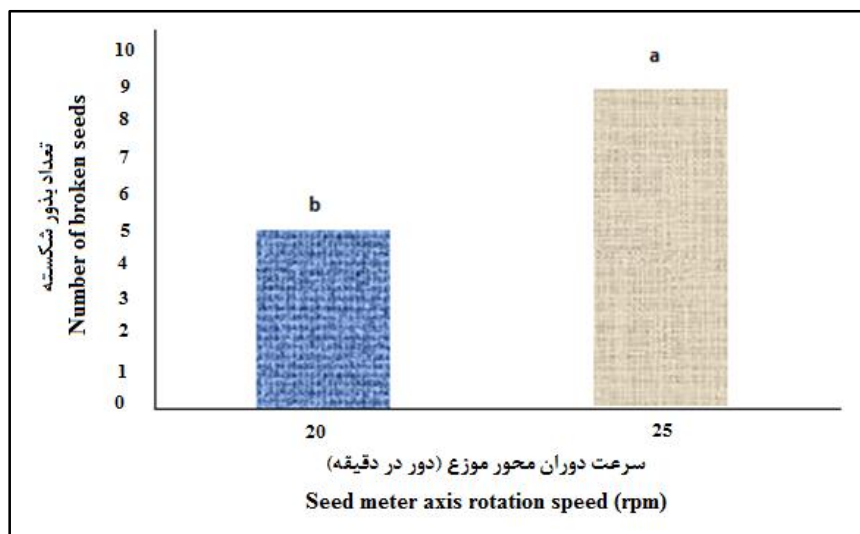 تعداد بذور شکسته
Number of broken seeds
10
9
8
7
6
5
4
3
2
1
0
b
a
20
25
سرعت دوران محور موزع (دور در دقیقه)
Seed meter axis rotation speed (rpm)